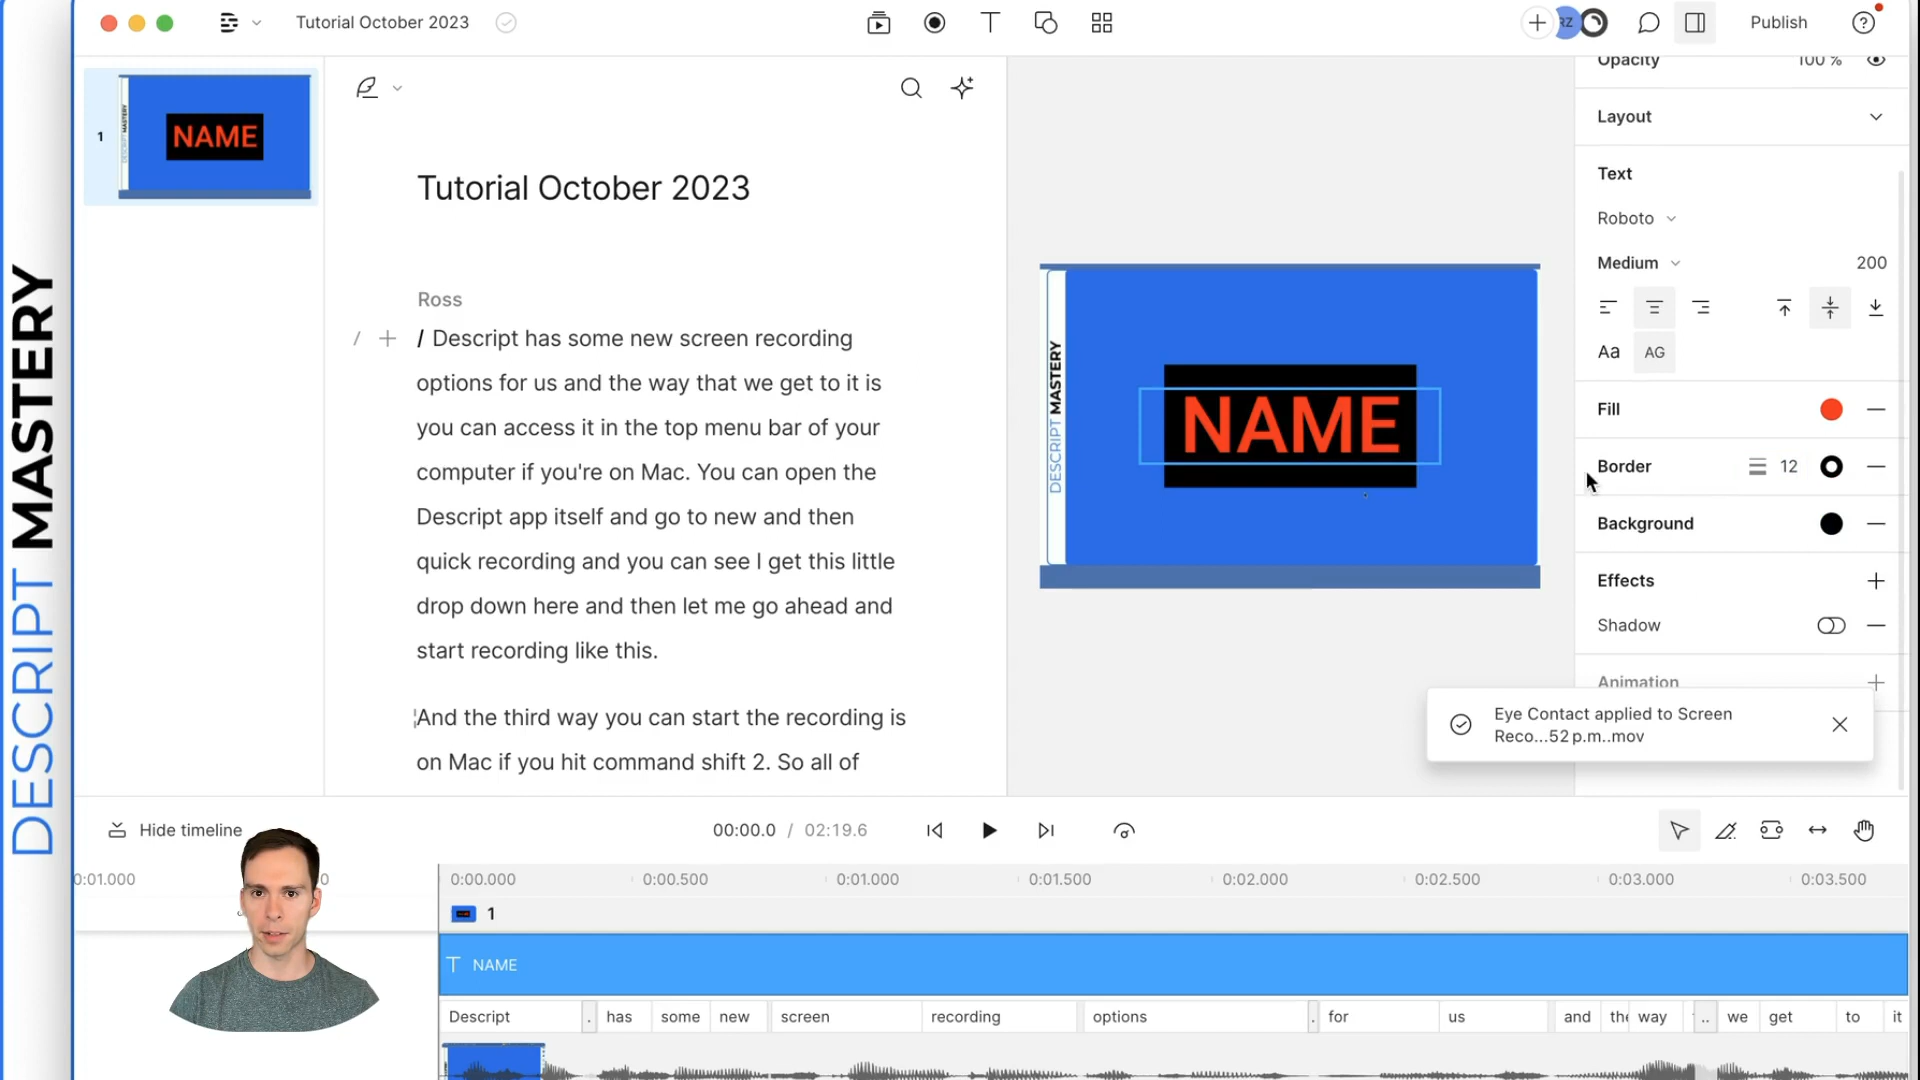 Tutorial October 2023
RZ
Publish
1
DESCRIPT MASTERY
NAME
Tutorial October 2023
Ross
/ + / Descript has some new screen recording
options for us and the way that we get to it is
you can access it in the top menu bar of your
computer if you're on Mac. You can open the
Descript app itself and go to new and then
quick recording and you can see I get this little
drop down here and then let me go ahead and
start recording like this.
And the third way you can start the recording is
on Mac if you hit command shift 2. So all of
DESCRIPT MASTERY
NAME
Opacity 100 %
Layout
Text
Roboto
Medium 200
Aa AG
Fill
Border 12
Background
Effects
Shadow
Animation
Eye Contact applied to Screen
Reco...52 p.m..mov
DESCRIPT MASTERY
Hide timeline
00:00.0 / 02:19.6
0:01.000 0:00.000 0:00.500 0:01.000 0:01.500 0:02.000 0:02.500 0:03.000 0:03.500
1
NAME
Descript . has some new screen recording options . for us and the way .. we get to it